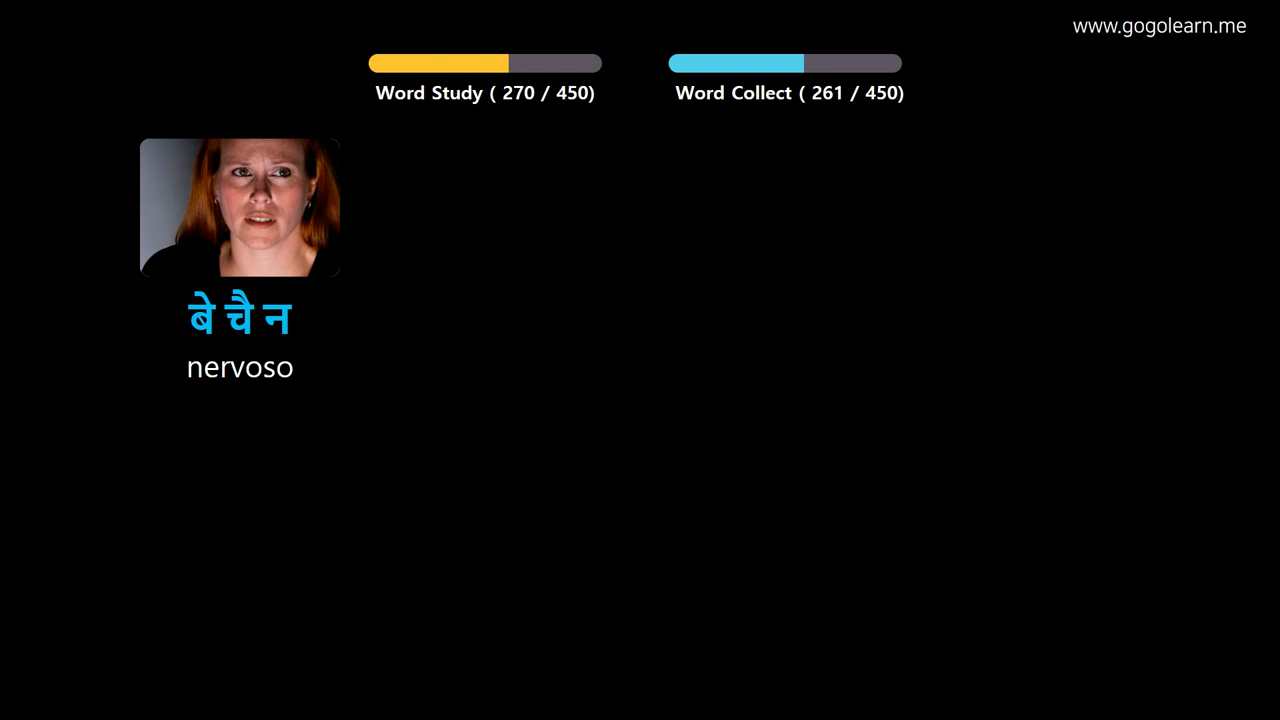 www.gogolearn.me
Word Study ( 270 / 450)
Word Collect ( 261 / 450)
बे चै न
nervoso